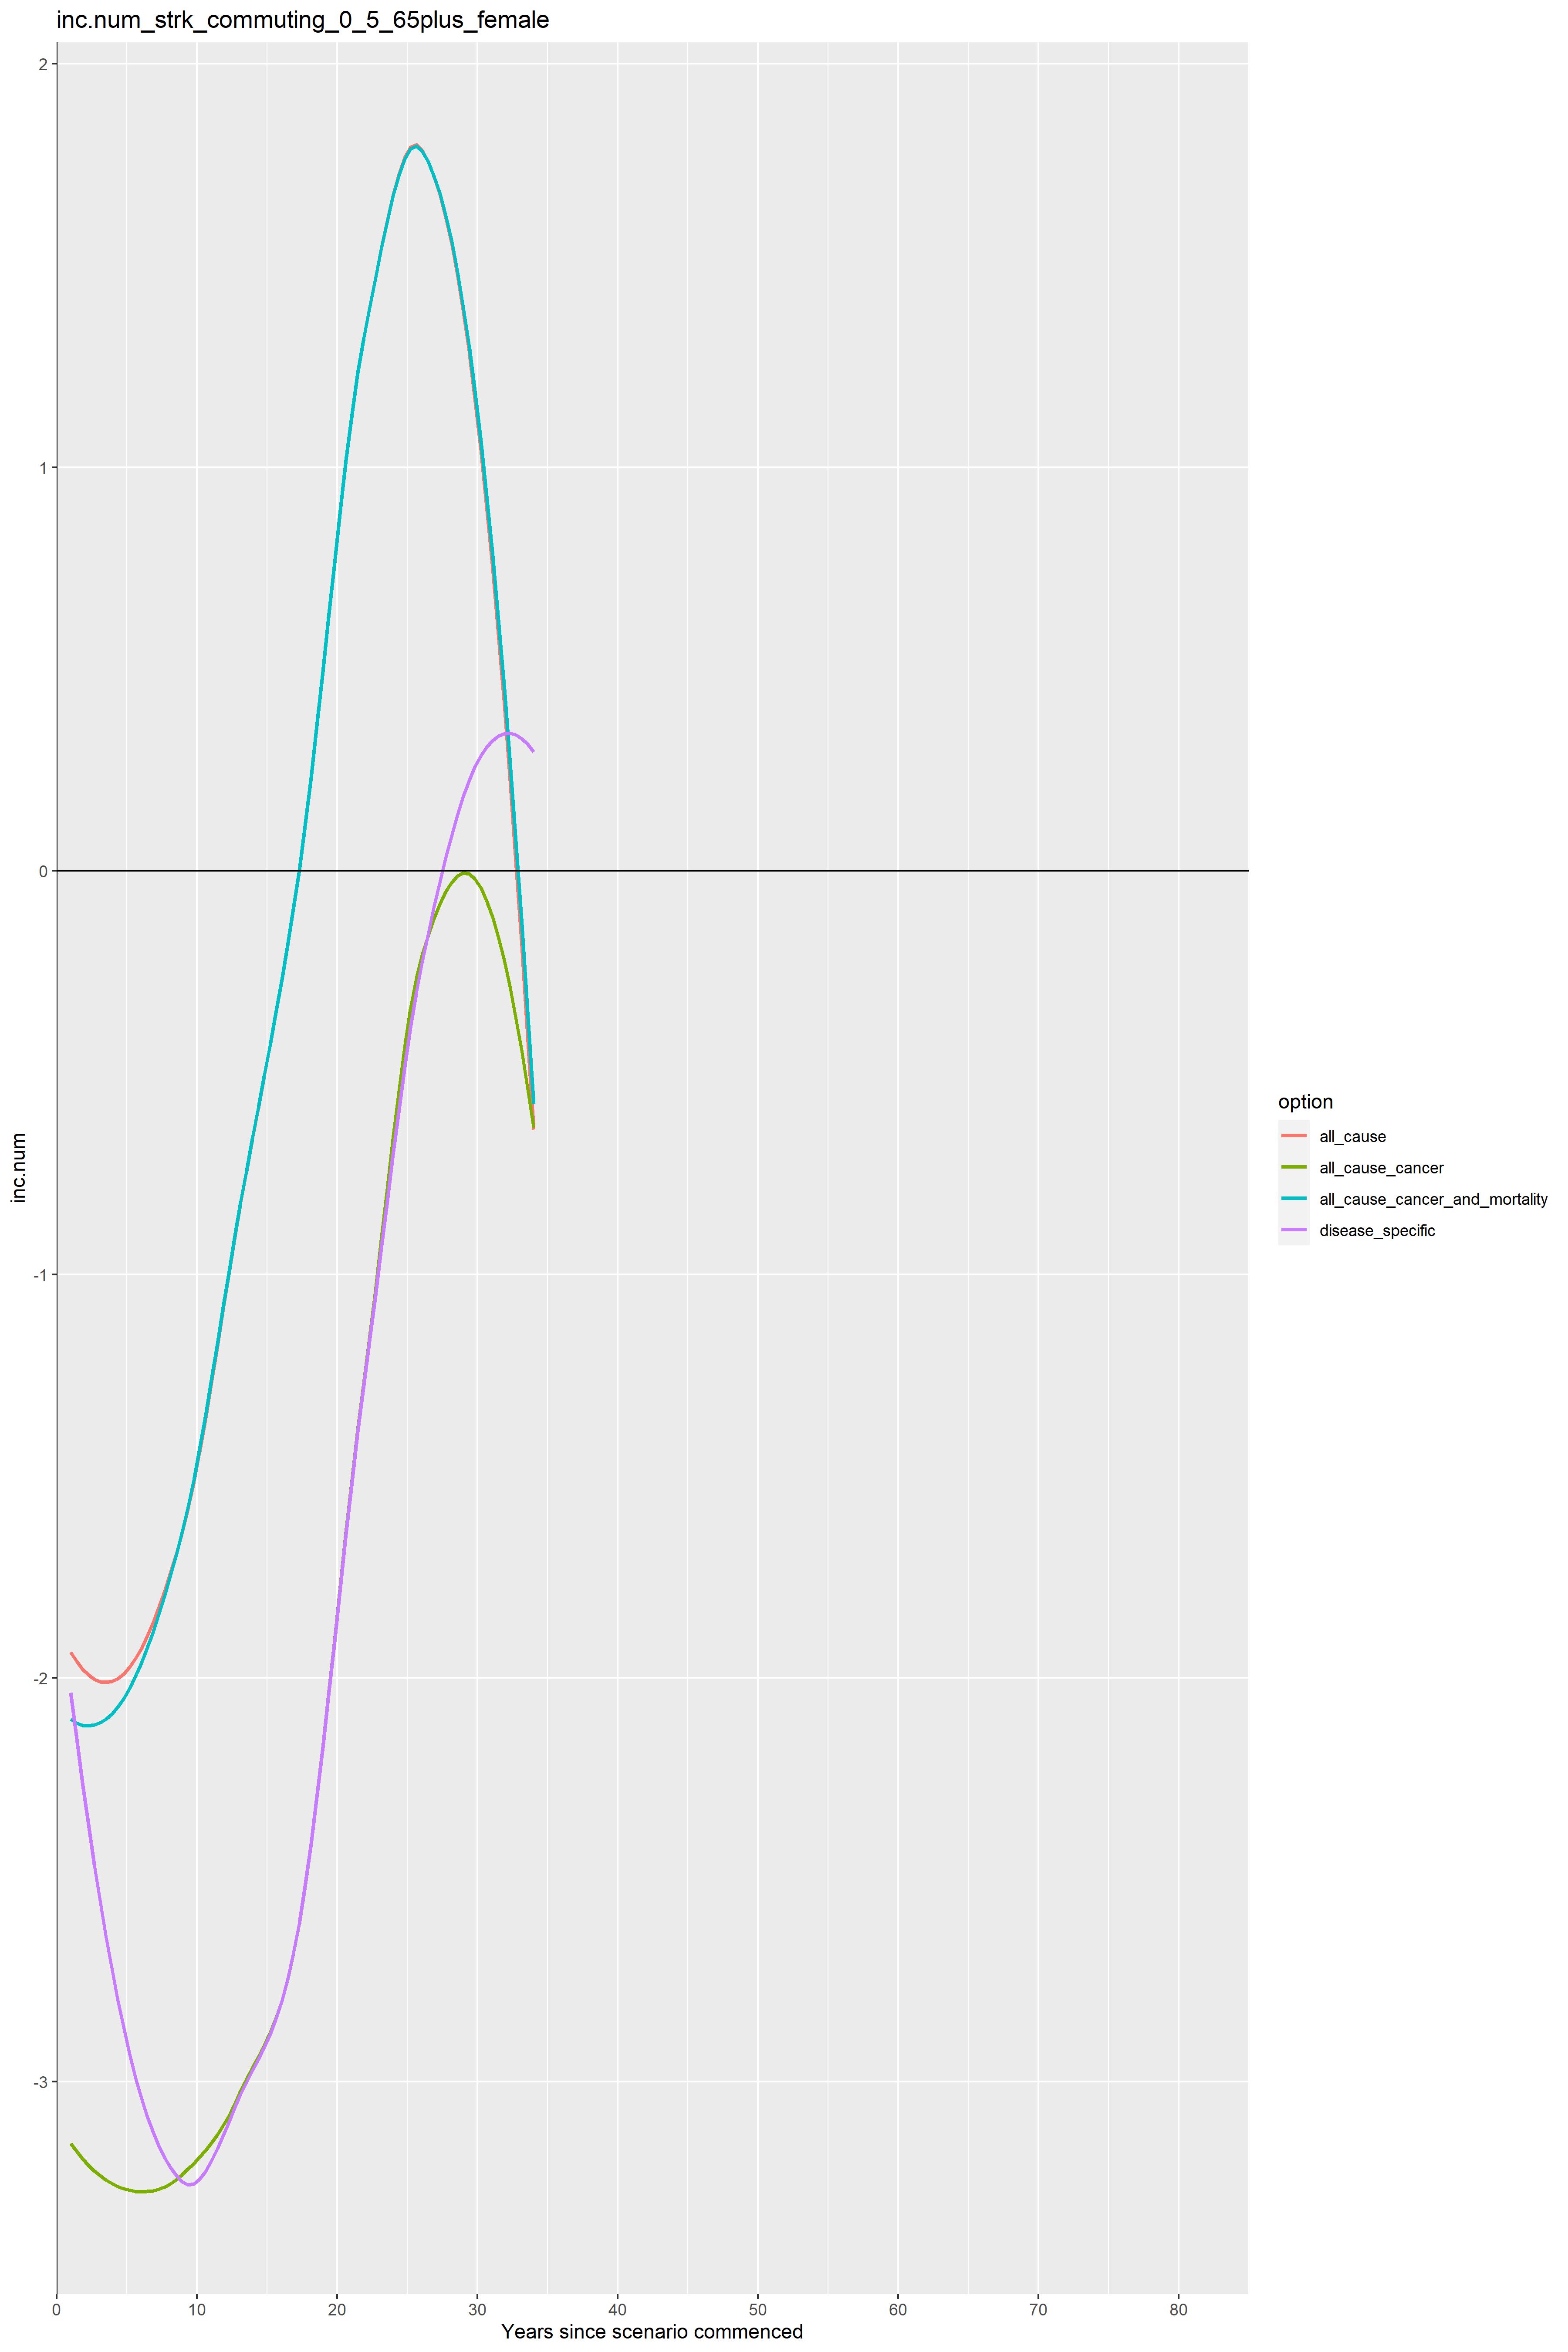 inc.num_strk_commuting_0_5_65plus_female
2
1
0
-1
-2
-3
inc.num
0 10 20 30 40 50 60 70 80
Years since scenario commenced
option
all_cause
all_cause_cancer
all_cause_cancer_and_mortality
disease_specific